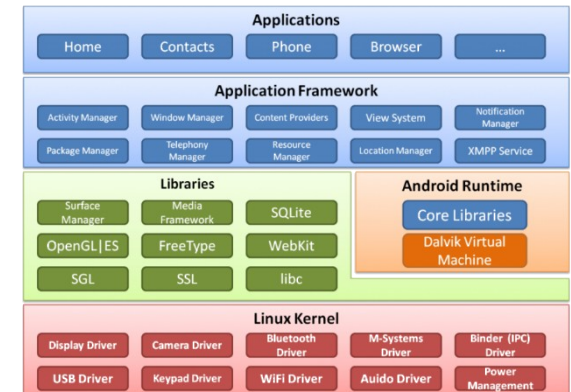 Applications
Home
Contacts
Phone
Browser
...
Application Framework
Activity Manager
Window Manager
Content Providers
View System
Notification
Manager
Package Manager
Telephony
Manager
Resource
Manager
Location Manager
XMPP Service
Libraries
Surface
Manager
Media
Framework
SQLite
OpenGL|ES
FreeType
WebKit
SGL
SSL
libc
Android Runtime
Core Libraries
Dalvik Virtual
Machine
Linux Kernel
Display Driver
Camera Driver
Bluetooth
Driver
M-Systems
Driver
Binder (IPC)
Driver
USB Driver
Keypad Driver
WiFi Driver
Auido Driver
Power
Management